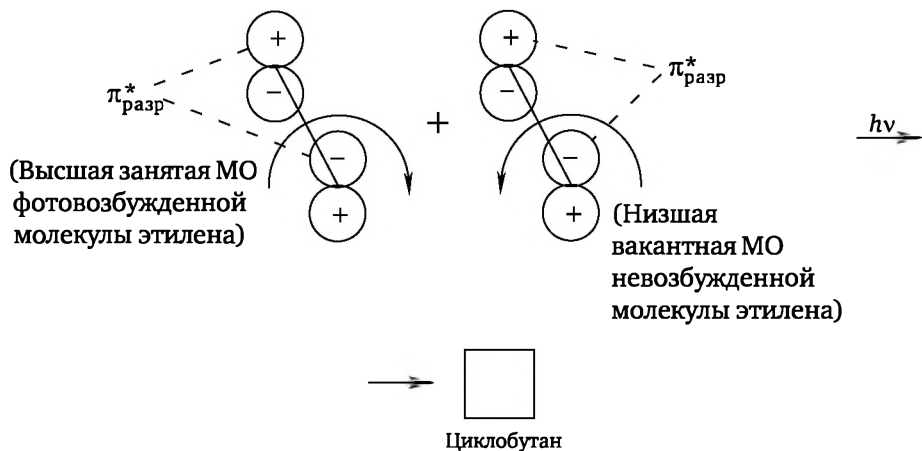 + +
− −
π*разр + π*разр
− −
+ +
hν
(Высшая занятая МО
фотовозбужденной
молекулы этилена)
(Низшая
вакантная МО
невозбужденной
молекулы этилена)
Циклобутан